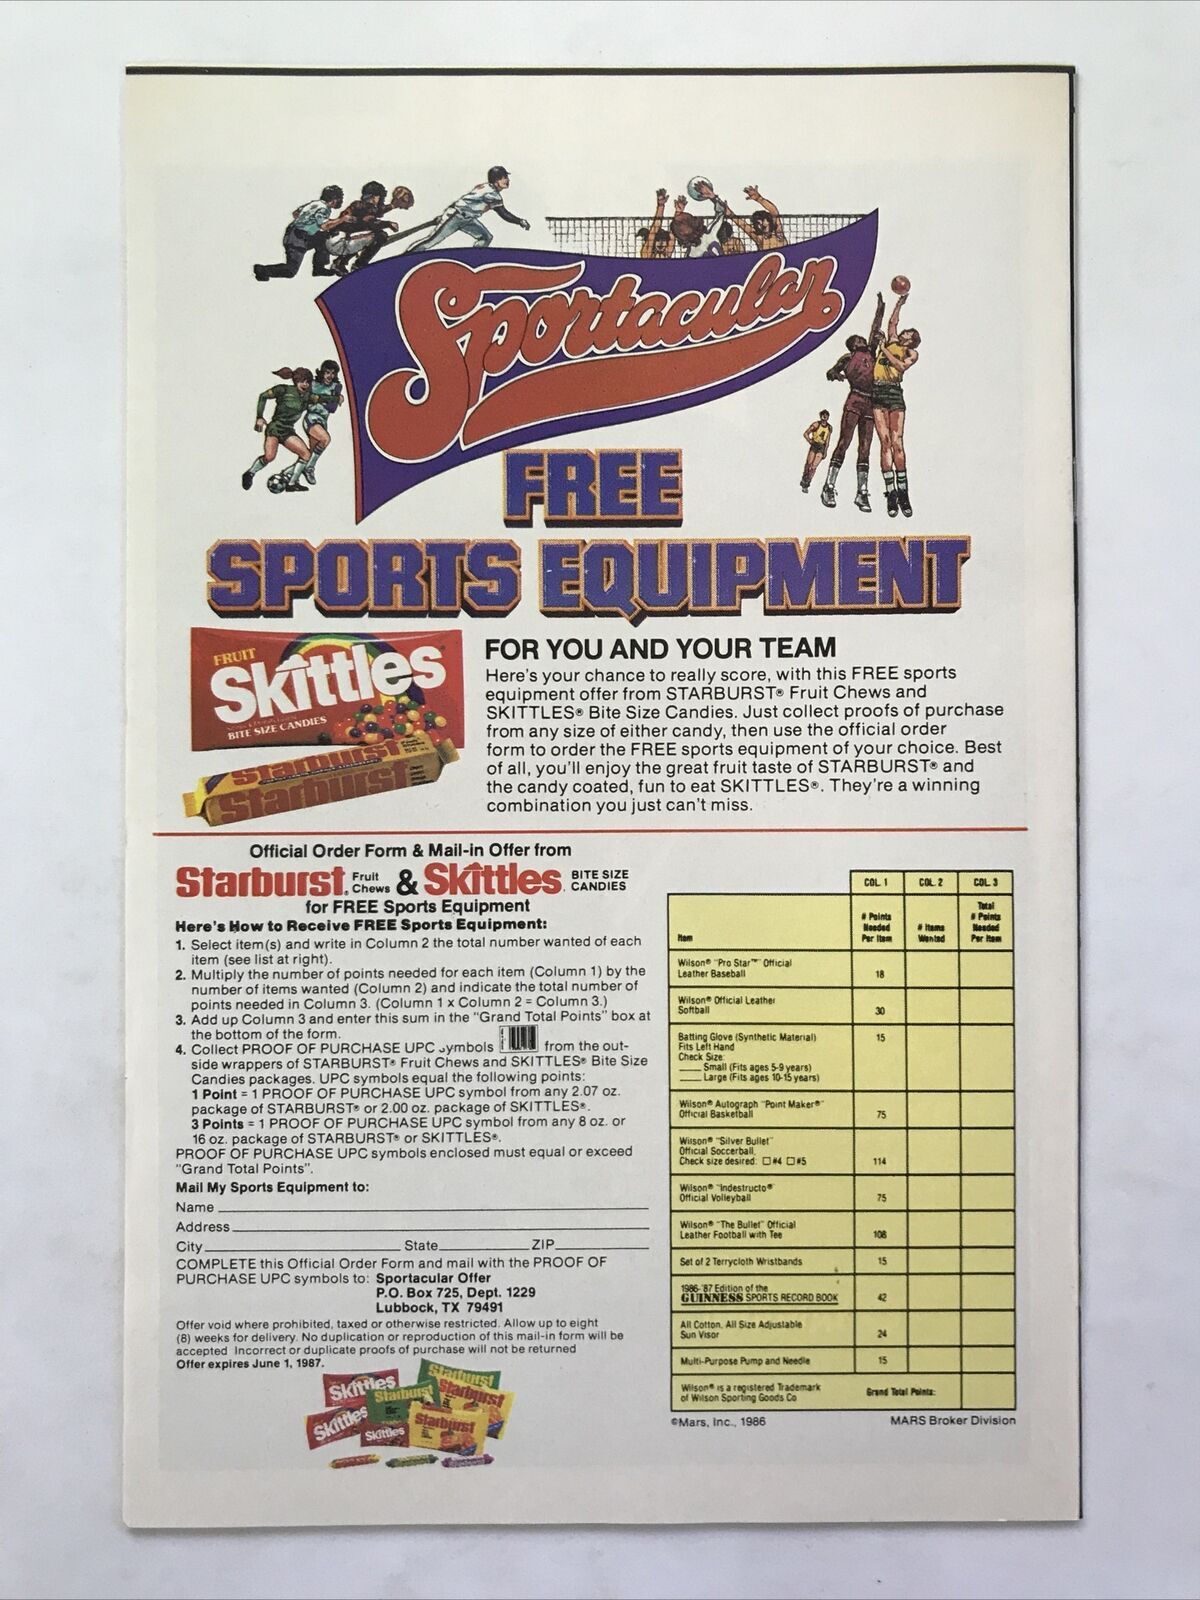 Sportacular
FREE
SPORTS EQUIPMENT
FRUIT
Skittles
BITE SIZE CANDIES
Starburst
Starburst
FOR YOU AND YOUR TEAM
Here's your chance to really score, with this FREE sports
equipment offer from STARBURST® Fruit Chews and
SKITTLES® Bite Size Candies. Just collect proofs of purchase
from any size of either candy, then use the official order
form to order the FREE sports equipment of your choice. Best
of all, you'll enjoy the great fruit taste of STARBURST® and
the candy coated, fun to eat SKITTLES®. They're a winning
combination you just can't miss.
Official Order Form & Mail-in Offer from
Starburst® Fruit Chews & Skittles® BITE SIZE CANDIES
for FREE Sports Equipment
Here's How to Receive FREE Sports Equipment:
1. Select item(s) and write in Column 2 the total number wanted of each
item (see list at right).
2. Multiply the number of points needed for each item (Column 1) by the
number of items wanted (Column 2) and indicate the total number of
points needed in Column 3. (Column 1 x Column 2 = Column 3.)
3. Add up Column 3 and enter this sum in the "Grand Total Points" box at
the bottom of the form.
4. Collect PROOF OF PURCHASE UPC symbols from the out-
side wrappers of STARBURST® Fruit Chews and SKITTLES® Bite Size
Candies packages. UPC symbols equal the following points:
1 Point = 1 PROOF OF PURCHASE UPC symbol from any 2.07 oz.
package of STARBURST® or 2.00 oz. package of SKITTLES®.
3 Points = 1 PROOF OF PURCHASE UPC symbol from any 8 oz. or
16 oz. package of STARBURST® or SKITTLES®.
PROOF OF PURCHASE UPC symbols enclosed must equal or exceed
"Grand Total Points".
Mail My Sports Equipment to:
Name
Address
City State ZIP
COMPLETE this Official Order Form and mail with the PROOF OF
PURCHASE UPC symbols to: Sportacular Offer
P.O. Box 725, Dept. 1229
Lubbock, TX 79491
Offer void where prohibited, taxed or otherwise restricted. Allow up to eight
(8) weeks for delivery. No duplication or reproduction of this mail-in form will be
accepted Incorrect or duplicate proofs of purchase will not be returned
Offer expires June 1, 1987.
Skittles
Starburst
Starburst
Starburst
Skittles
Skittles
Starburst
COL. 1 COL. 2 COL. 3
Item # Points Needed Per Item # Items Wanted Total # Points Needed Per Item
Wilson® "Pro Star™" Official
Leather Baseball 18
Wilson® Official Leather
Softball 30
Batting Glove (Synthetic Material) 15
Fits Left Hand
Check Size:
Small (Fits ages 5-9 years)
Large (Fits ages 10-15 years)
Wilson® Autograph "Point Maker®"
Official Basketball 75
Wilson® "Silver Bullet"
Official Soccerball.
Check size desired: ☐ #4 ☐ #5 114
Wilson® "Indestructo®"
Official Volleyball 75
Wilson® "The Bullet" Official
Leather Football with Tee 108
Set of 2 Terrycloth Wristbands 15
1986-'87 Edition of the
GUINNESS SPORTS RECORD BOOK 42
All Cotton, All Size Adjustable
Sun Visor 24
Multi-Purpose Pump and Needle 15
Wilson® is a registered Trademark
of Wilson Sporting Goods Co Grand Total Points:
©Mars, Inc., 1986 MARS Broker Division